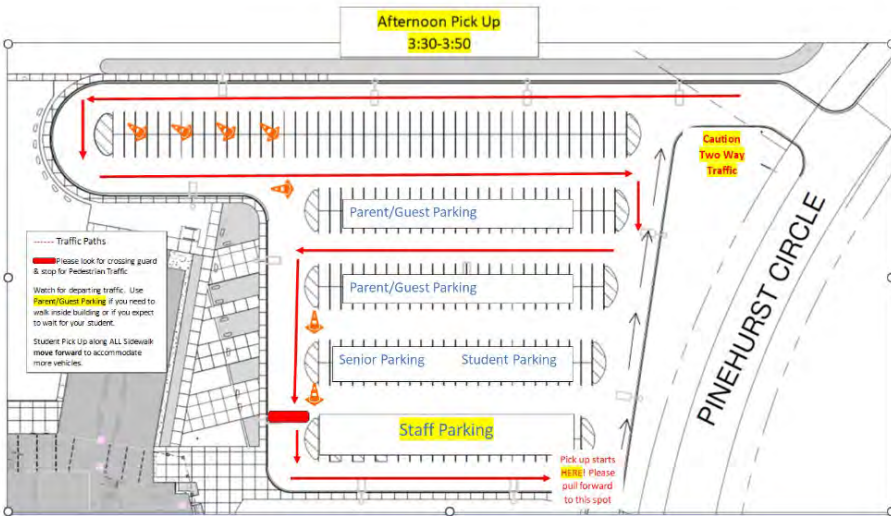 Afternoon Pick Up
3:30-3:50
Caution
Two Way
Traffic
Parent/Guest Parking
PINEHURST CIRCLE
------ Traffic Paths
Please look for crossing guard
& stop for Pedestrian Traffic
Watch for departing traffic. Use
Parent/Guest Parking if you need to
walk inside building or if you expect
to wait for your student.
Student Pick Up along ALL Sidewalk
move forward to accommodate
more vehicles.
Parent/Guest Parking
Senior Parking Student Parking
Staff Parking
Pick up starts
HERE! Please
pull forward
to this spot